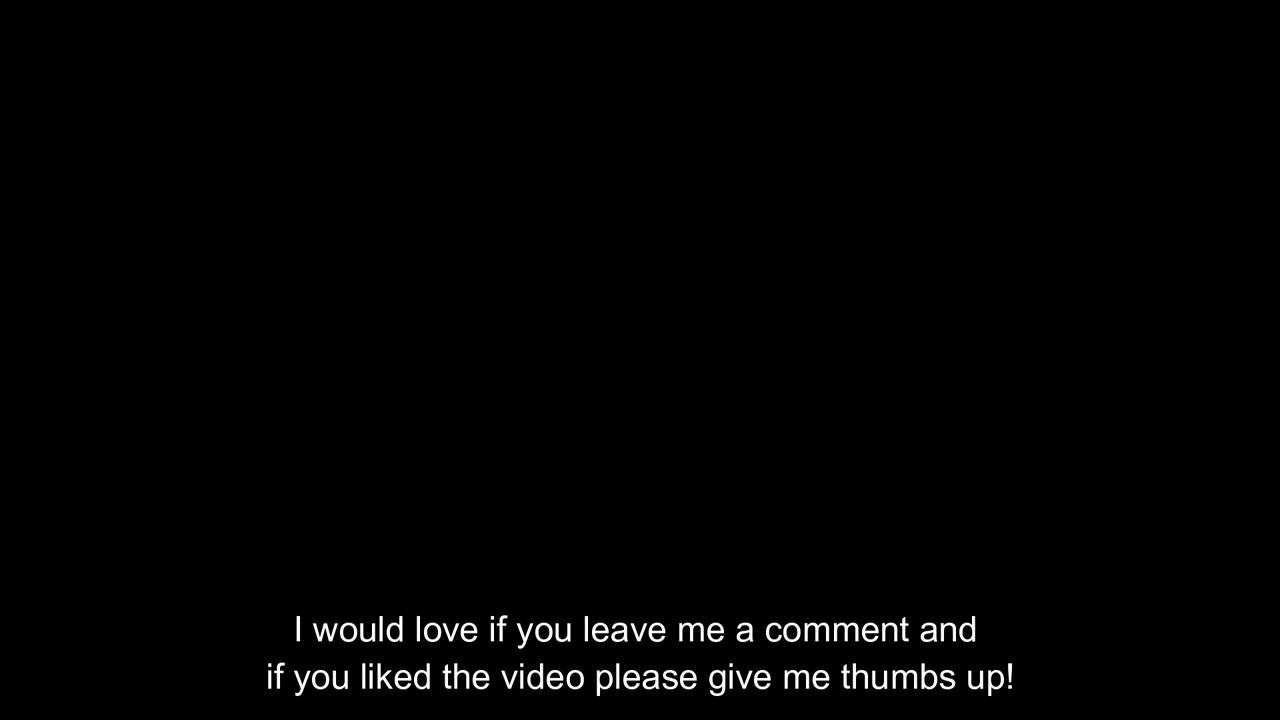 I would love if you leave me a comment and
if you liked the video please give me thumbs up!